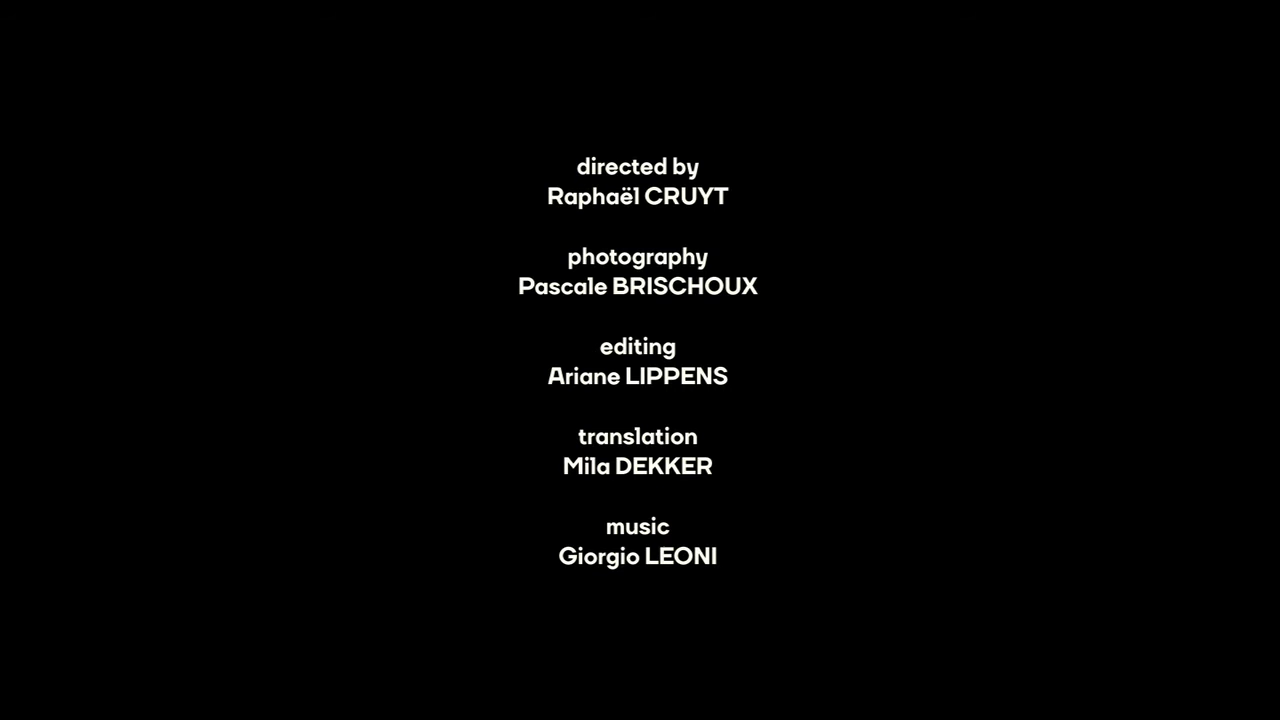 directed by
Raphaël CRUYT
photography
Pascale BRISCHOUX
editing
Ariane LIPPENS
translation
Mila DEKKER
music
Giorgio LEONI